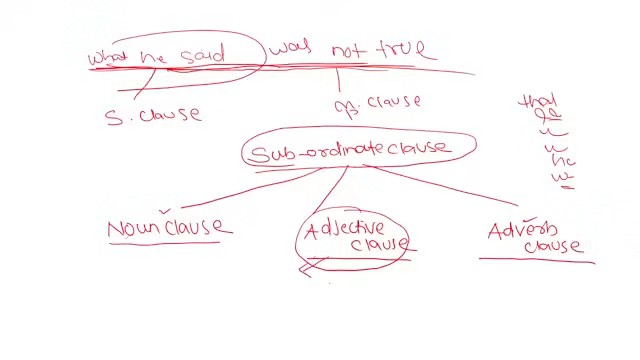 what he said was not true
S. clause
P. clause
that
Sub-ordinate clause
Noun clause
Adjective
clause
Adverb
clause